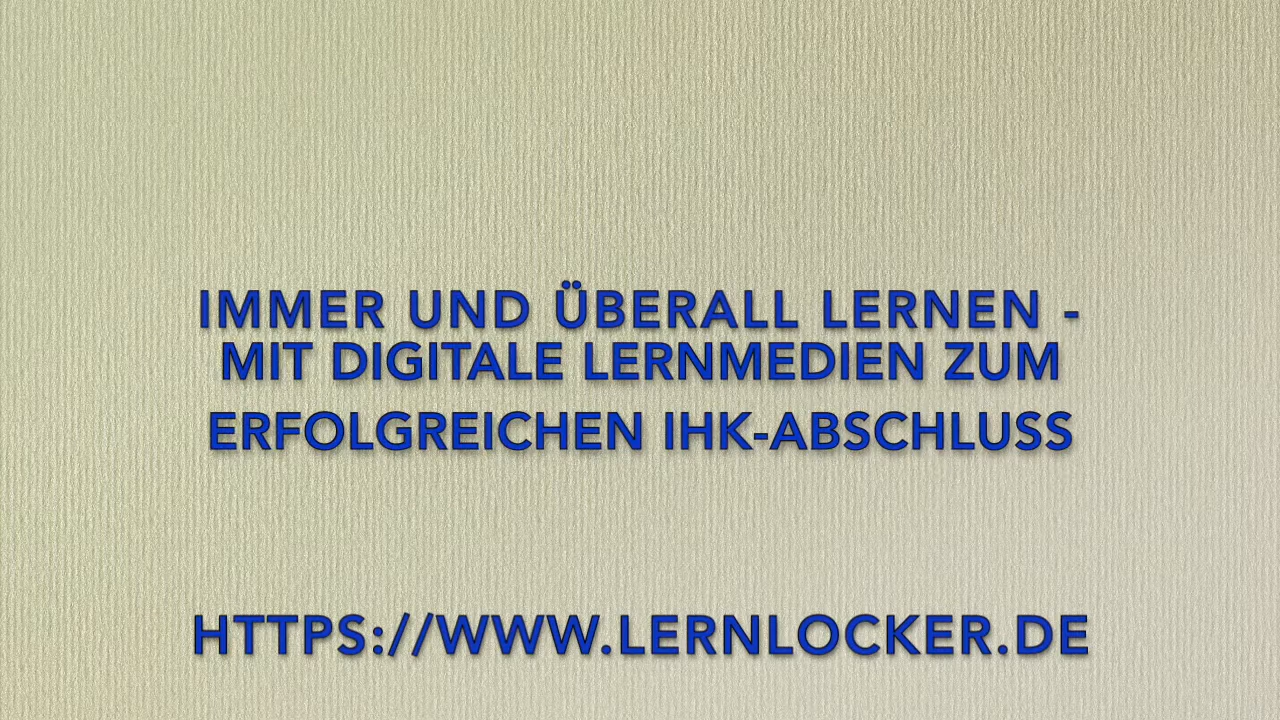 IMMER UND ÜBERALL LERNEN -
MIT DIGITALE LERNMEDIEN ZUM
ERFOLGREICHEN IHK-ABSCHLUSS
HTTPS://WWW.LERNLOCKER.DE